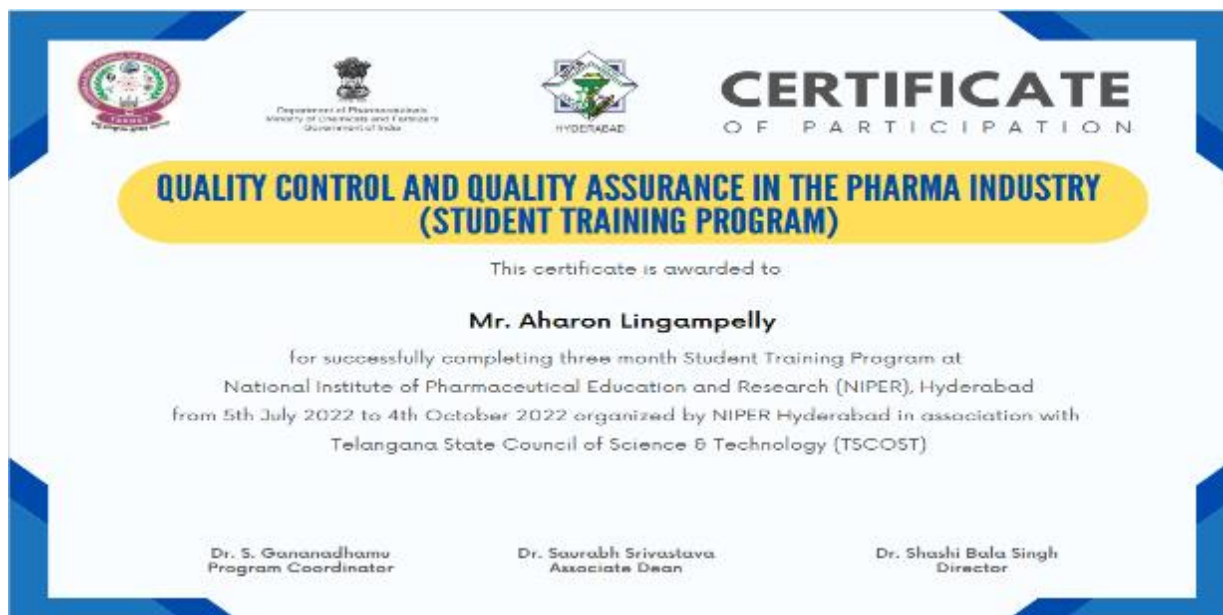 Department of Pharmaceuticals
Ministry of Chemicals and Fertilizers
Government of India
HYDERABAD
CERTIFICATE
OF PARTICIPATION
QUALITY CONTROL AND QUALITY ASSURANCE IN THE PHARMA INDUSTRY
(STUDENT TRAINING PROGRAM)
This certificate is awarded to
Mr. Aharon Lingampelly
for successfully completing three month Student Training Program at
National Institute of Pharmaceutical Education and Research (NIPER), Hyderabad
from 5th July 2022 to 4th October 2022 organized by NIPER Hyderabad in association with
Telangana State Council of Science & Technology (TSCOST)
Dr. S. Gananadhamu
Program Coordinator
Dr. Saurabh Srivastava
Associate Dean
Dr. Shashi Bala Singh
Director